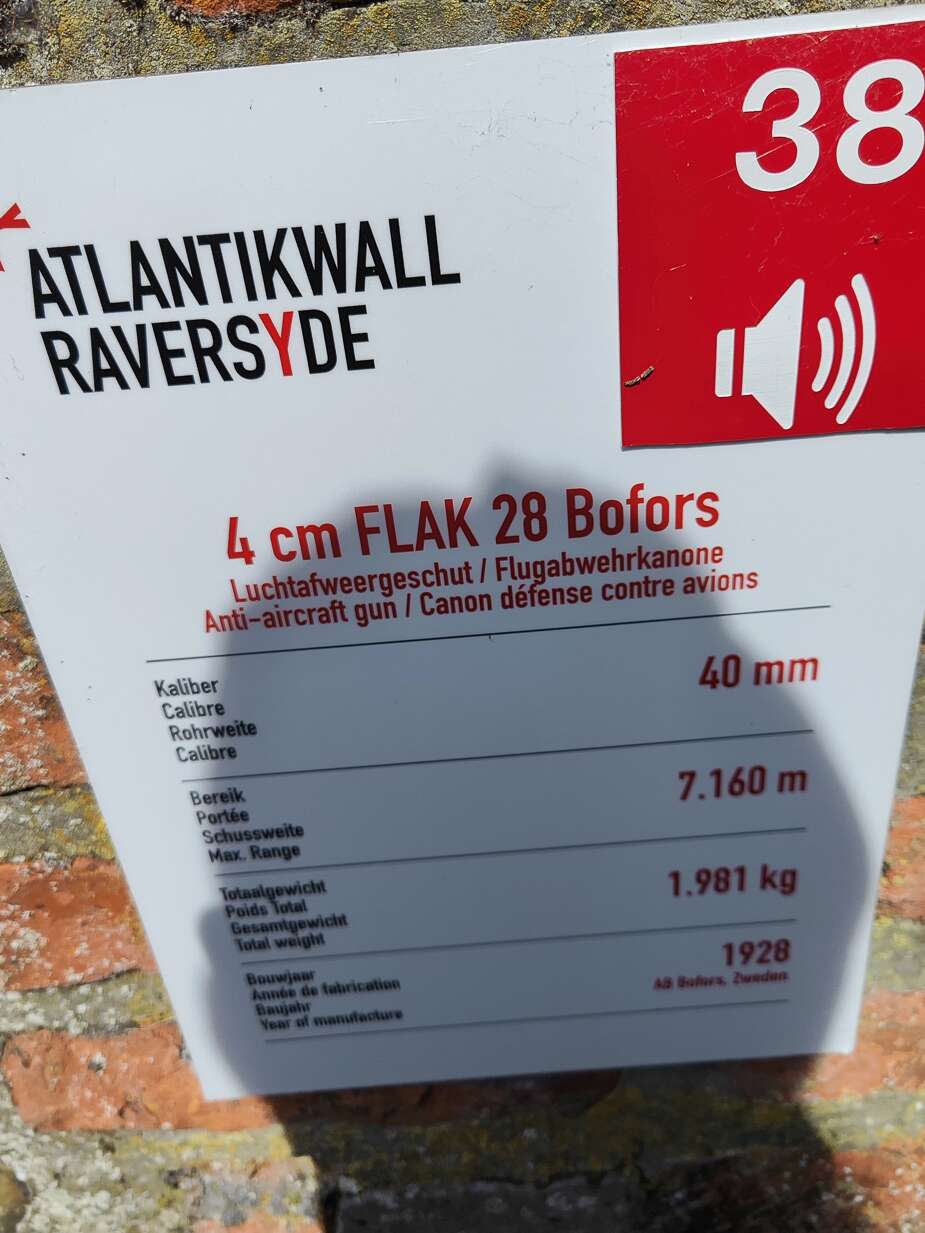 38
ATLANTIKWALL
RAVERSYDE
4 cm FLAK 28 Bofors
Luchtafweergeschut / Flugabwehrkanone
Anti-aircraft gun / Canon défense contre avions
Kaliber
Calibre
Rohrweite
Calibre
40 mm
Bereik
Portée
Schussweite
Max. Range
7.160 m
Totaalgewicht
Poids Total
Gesamtgewicht
Total weight
1.981 kg
Bouwjaar
Année de fabrication
Baujahr
Year of manufacture
1928
AB Bofors, Zweden